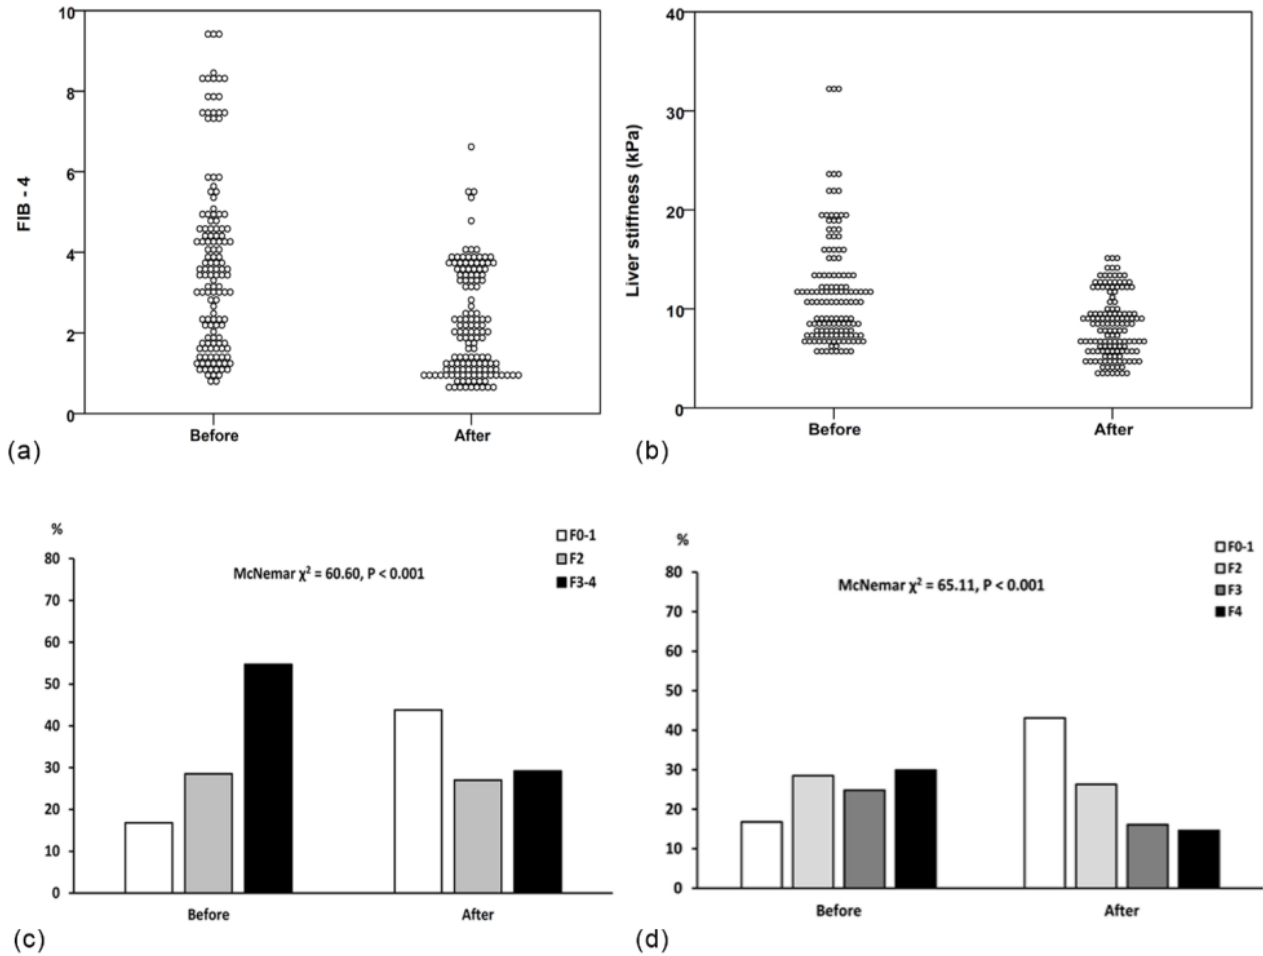 10
8
6
4
2
0
FIB - 4
Before
After
(a)
40
30
20
10
0
Liver stiffness (kPa)
Before
After
(b)
%
80
70
60
50
40
30
20
10
0
McNemar χ² = 60.60, P < 0.001
F0-1
F2
F3-4
Before
After
(c)
%
80
70
60
50
40
30
20
10
0
McNemar χ² = 65.11, P < 0.001
F0-1
F2
F3
F4
Before
After
(d)